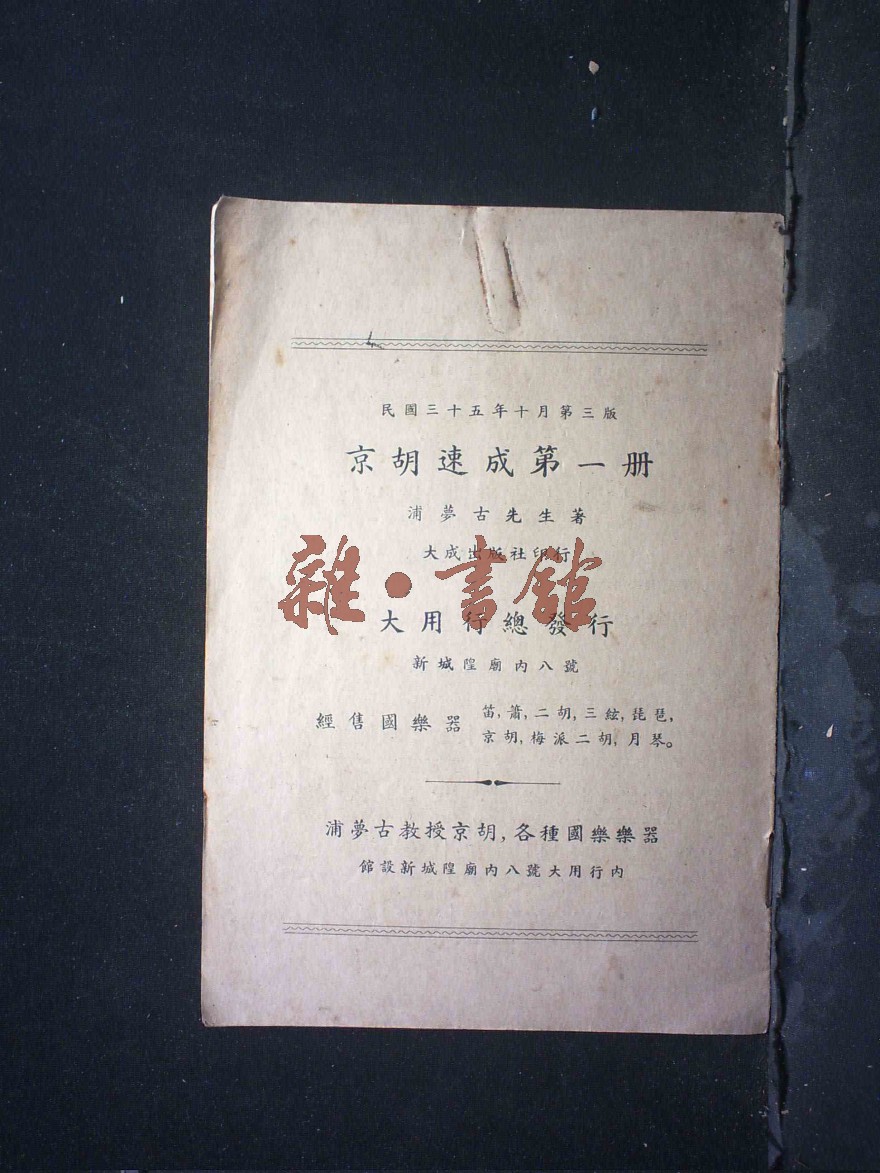 民國三十五年十月第三版
京胡速成第一册
浦夢古先生著
大成出版社印行
雜·書館
大用行總發行
新城隍廟内八號
經售國樂器
笛,簫,二胡,三絃,琵琶,
京胡,梅派二胡,月琴。
浦夢古教授京胡,各種國樂樂器
館設新城隍廟内八號大用行内